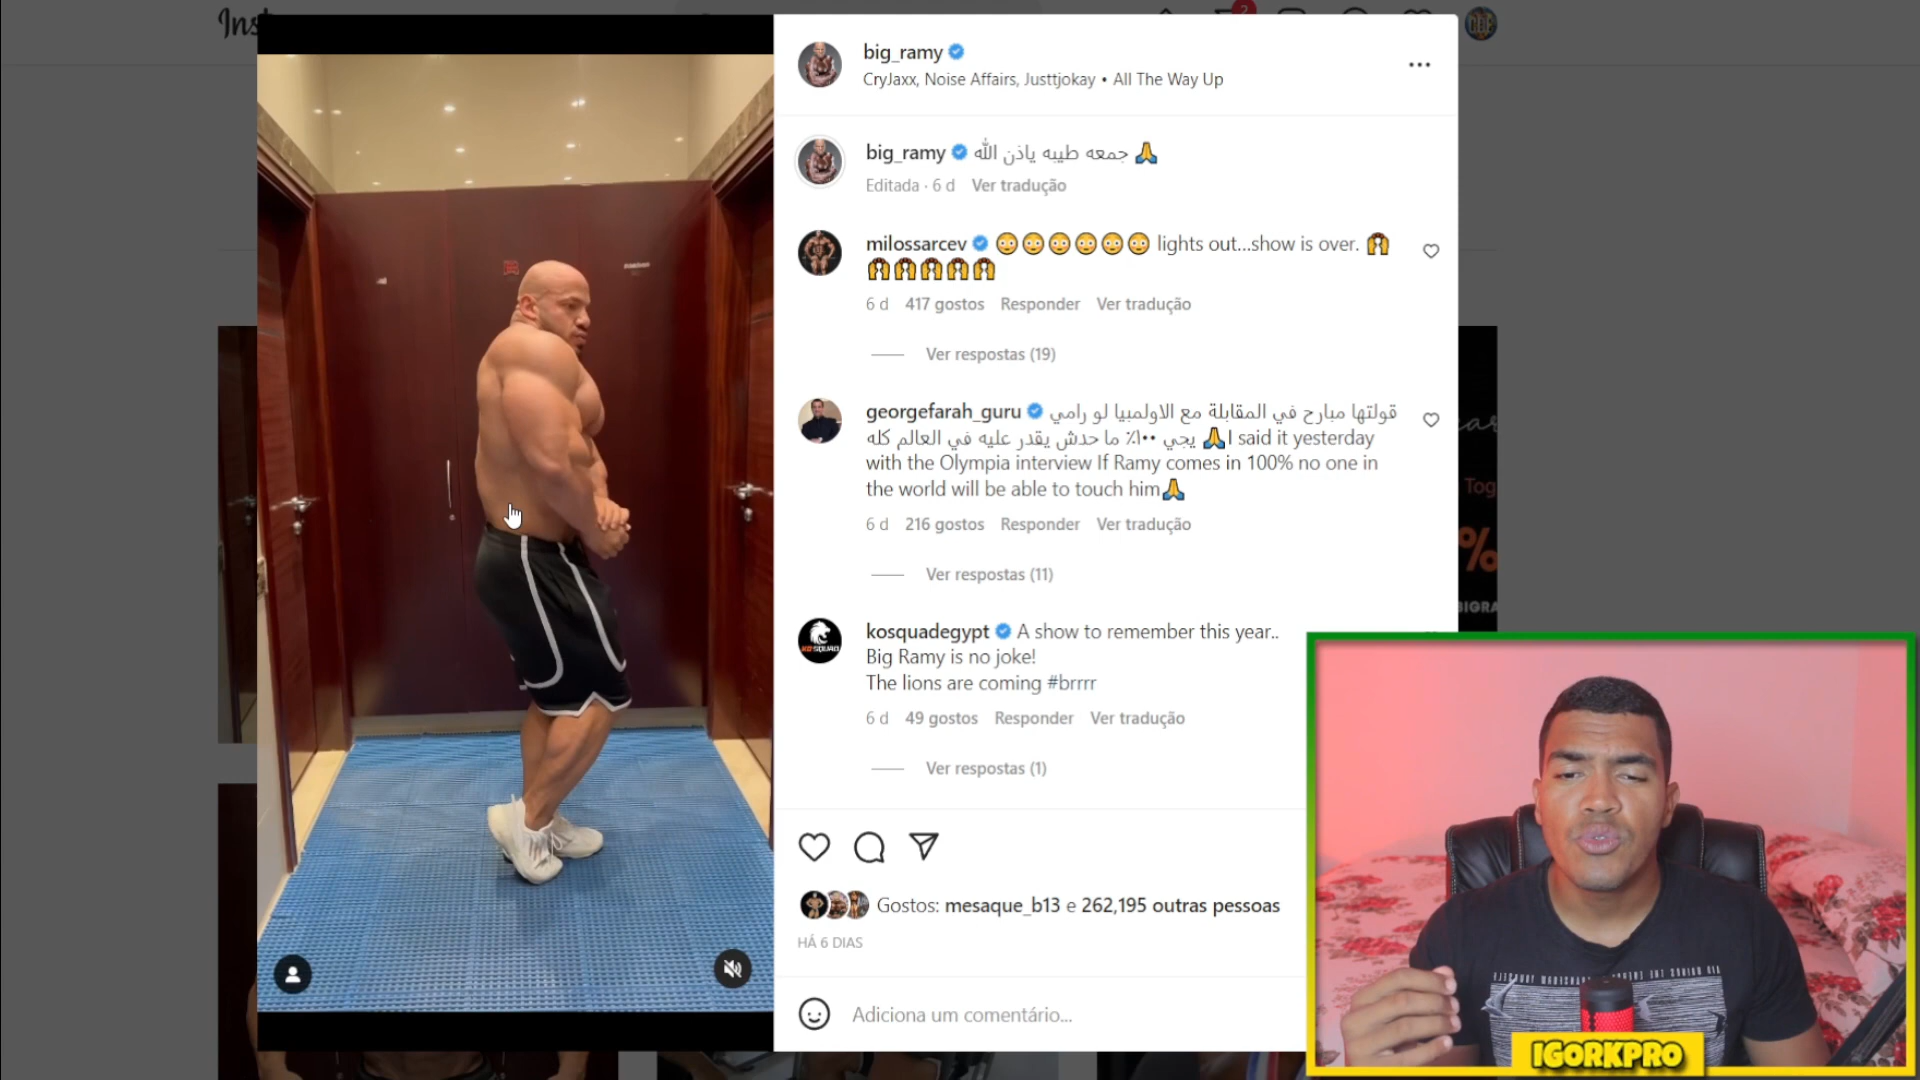 Ins
2
big_ramy
CryJaxx, Noise Affairs, Justtjokay • All The Way Up
big_ramy جمعه طيبه ياذن الله 🙏
Editada · 6 d Ver tradução
milossarcev 😳😳😳😳😳😳 lights out...show is over. 🙌
🙌🙌🙌🙌🙌
6 d 417 gostos Responder Ver tradução
Ver respostas (19)
georgefarah_guru قولتها مبارح في المقابلة مع الاولمبيا لو رامي
يجي ١٠٠٪ ما حدش يقدر عليه في العالم كله 🙏I said it yesterday
with the Olympia interview If Ramy comes in 100% no one in
the world will be able to touch him🙏
6 d 216 gostos Responder Ver tradução
Ver respostas (11)
kosquadegypt A show to remember this year..
Big Ramy is no joke!
The lions are coming #brrrr
6 d 49 gostos Responder Ver tradução
Ver respostas (1)
Gostos: mesaque_b13 e 262,195 outras pessoas
HÁ 6 DIAS
Adiciona um comentário...
Tog
%
BIGRA
KO SQUAD
IGORKPRO